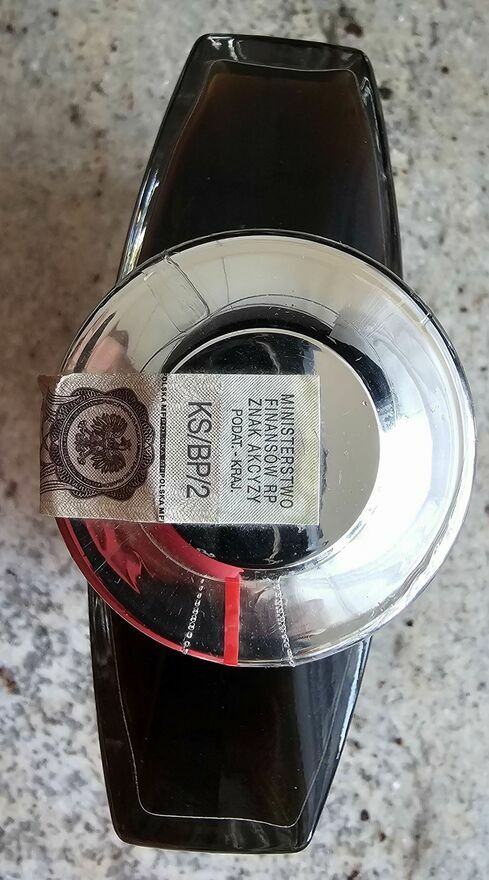 MINISTERSTWO
FINANSÓW RP
ZNAK AKCYZY
PODAT.-KRAJ.
KS/BP/2